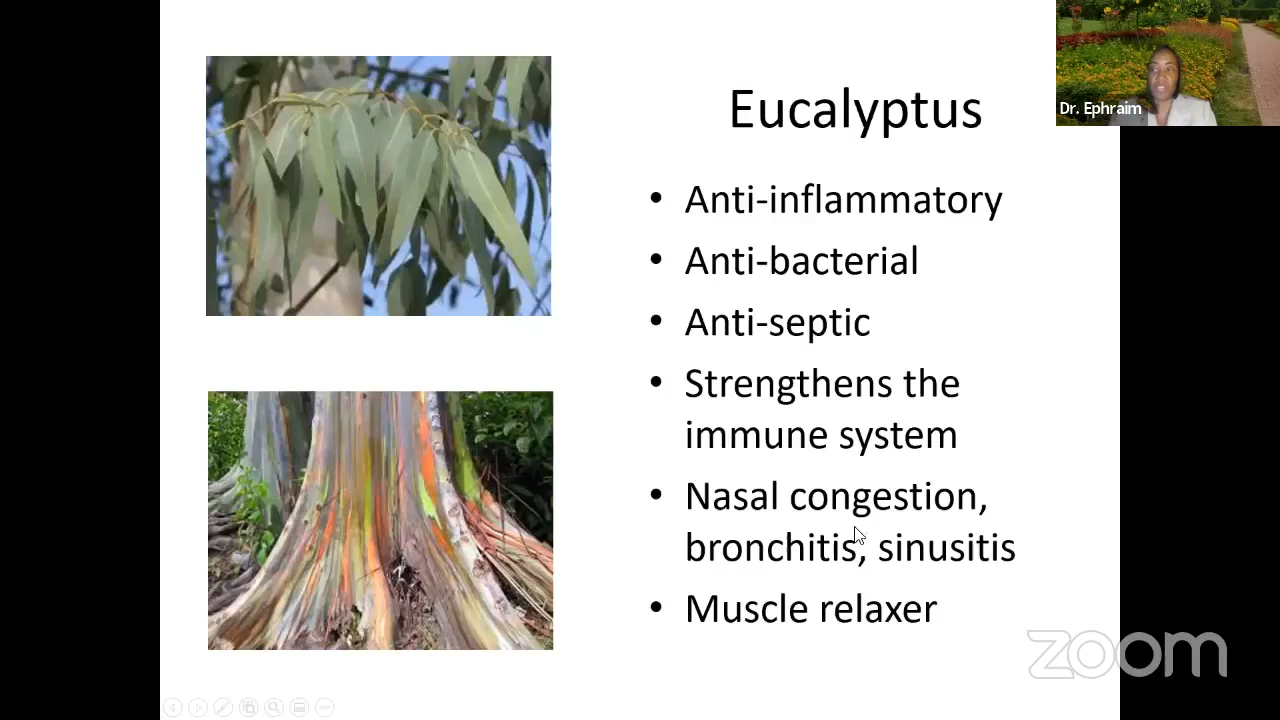 Eucalyptus
Dr. Ephraim
• Anti-inflammatory
• Anti-bacterial
• Anti-septic
• Strengthens the
immune system
• Nasal congestion,
bronchitis, sinusitis
• Muscle relaxer
zoom